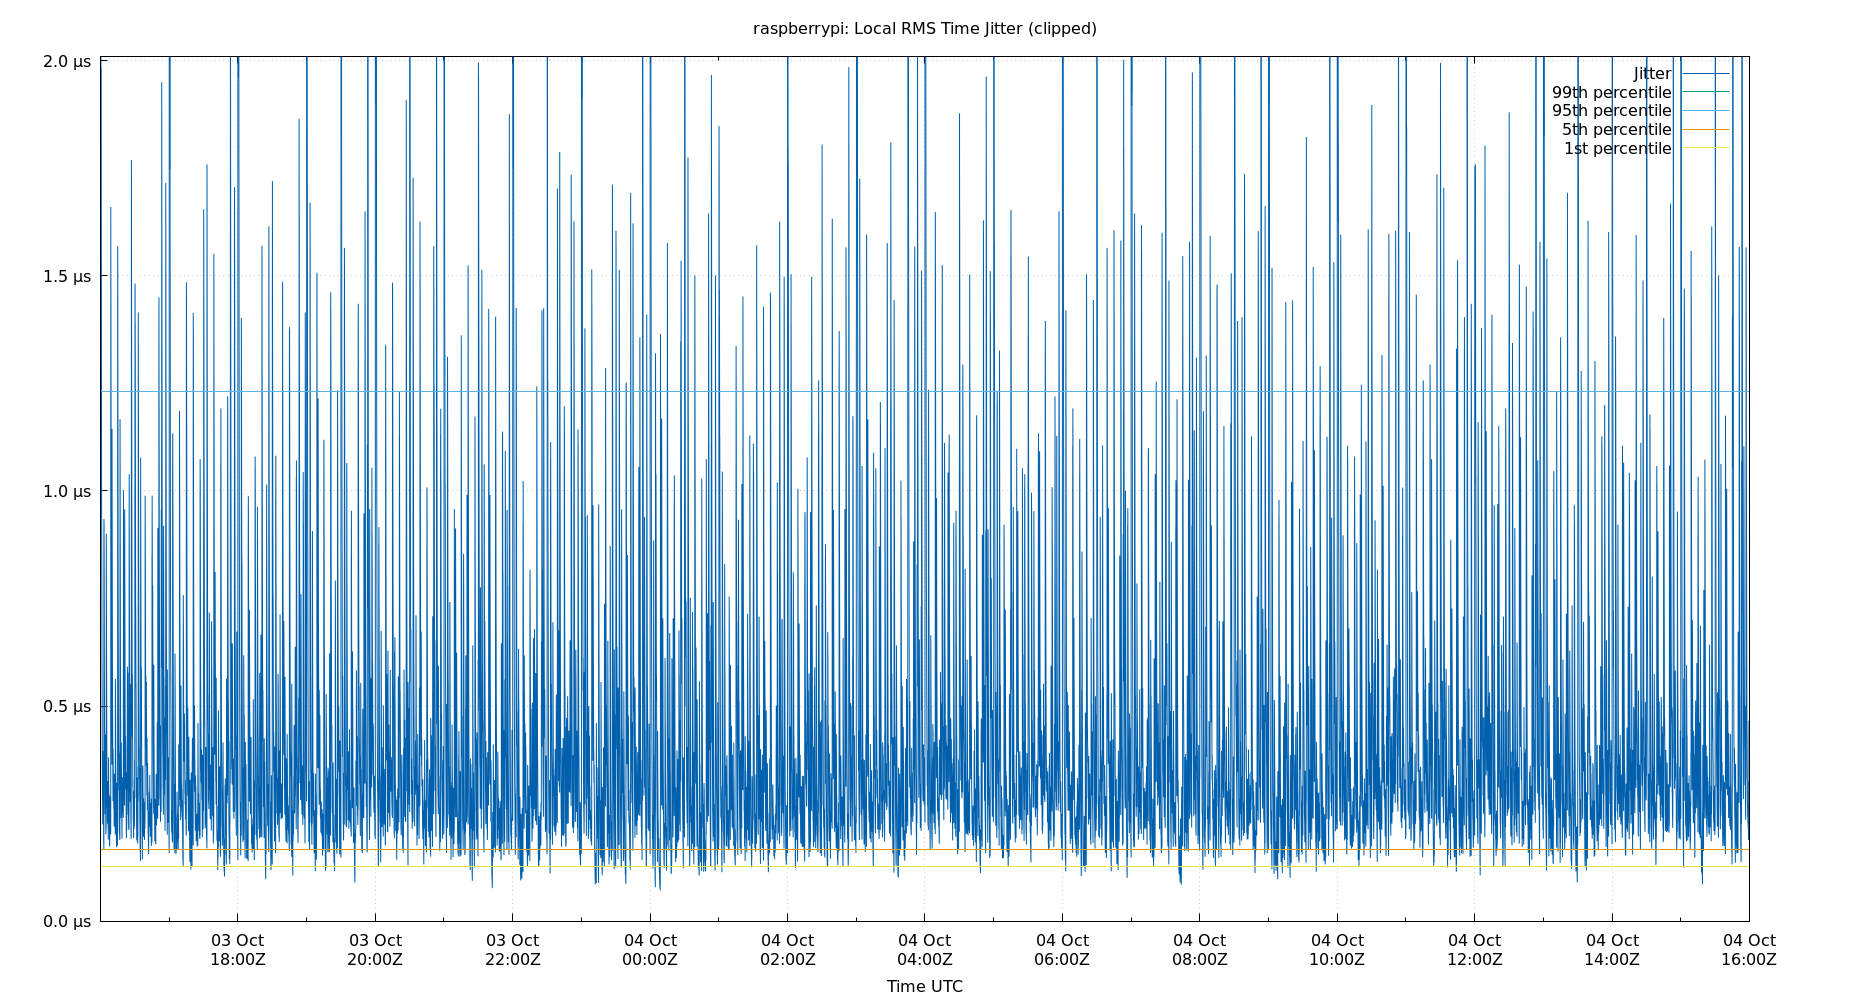 raspberrypi: Local RMS Time Jitter (clipped)
2.0 µs
1.5 µs
1.0 µs
0.5 µs
0.0 µs
Jitter
99th percentile
95th percentile
5th percentile
1st percentile
03 Oct
18:00Z
03 Oct
20:00Z
03 Oct
22:00Z
04 Oct
00:00Z
04 Oct
02:00Z
04 Oct
04:00Z
04 Oct
06:00Z
04 Oct
08:00Z
04 Oct
10:00Z
04 Oct
12:00Z
04 Oct
14:00Z
04 Oct
16:00Z
Time UTC